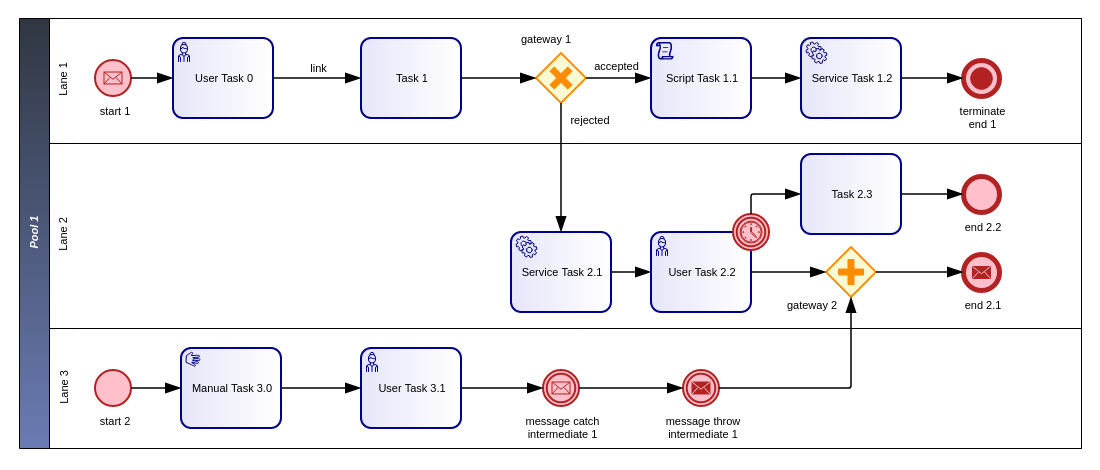 Pool 1
Lane 1
start 1
User Task 0
link
Task 1
gateway 1
accepted
rejected
Script Task 1.1
Service Task 1.2
terminate
end 1
Lane 2
Service Task 2.1
User Task 2.2
Task 2.3
end 2.2
gateway 2
end 2.1
Lane 3
start 2
Manual Task 3.0
User Task 3.1
message catch
intermediate 1
message throw
intermediate 1